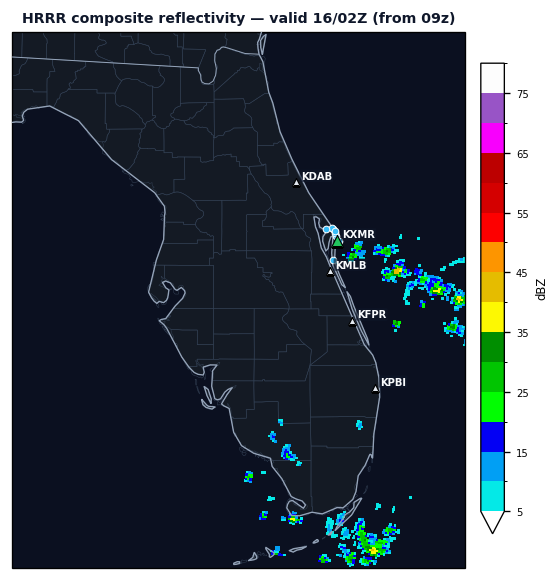 HRRR composite reflectivity — valid 16/02Z (from 09z)
KDAB
KXMR
KMLB
KFPR
KPBI
75
65
55
45
35
25
15
5
dBZ